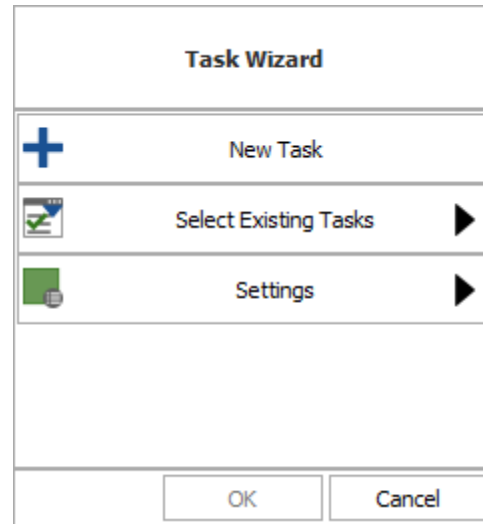 Task Wizard
New Task
Select Existing Tasks
Settings
OK
Cancel